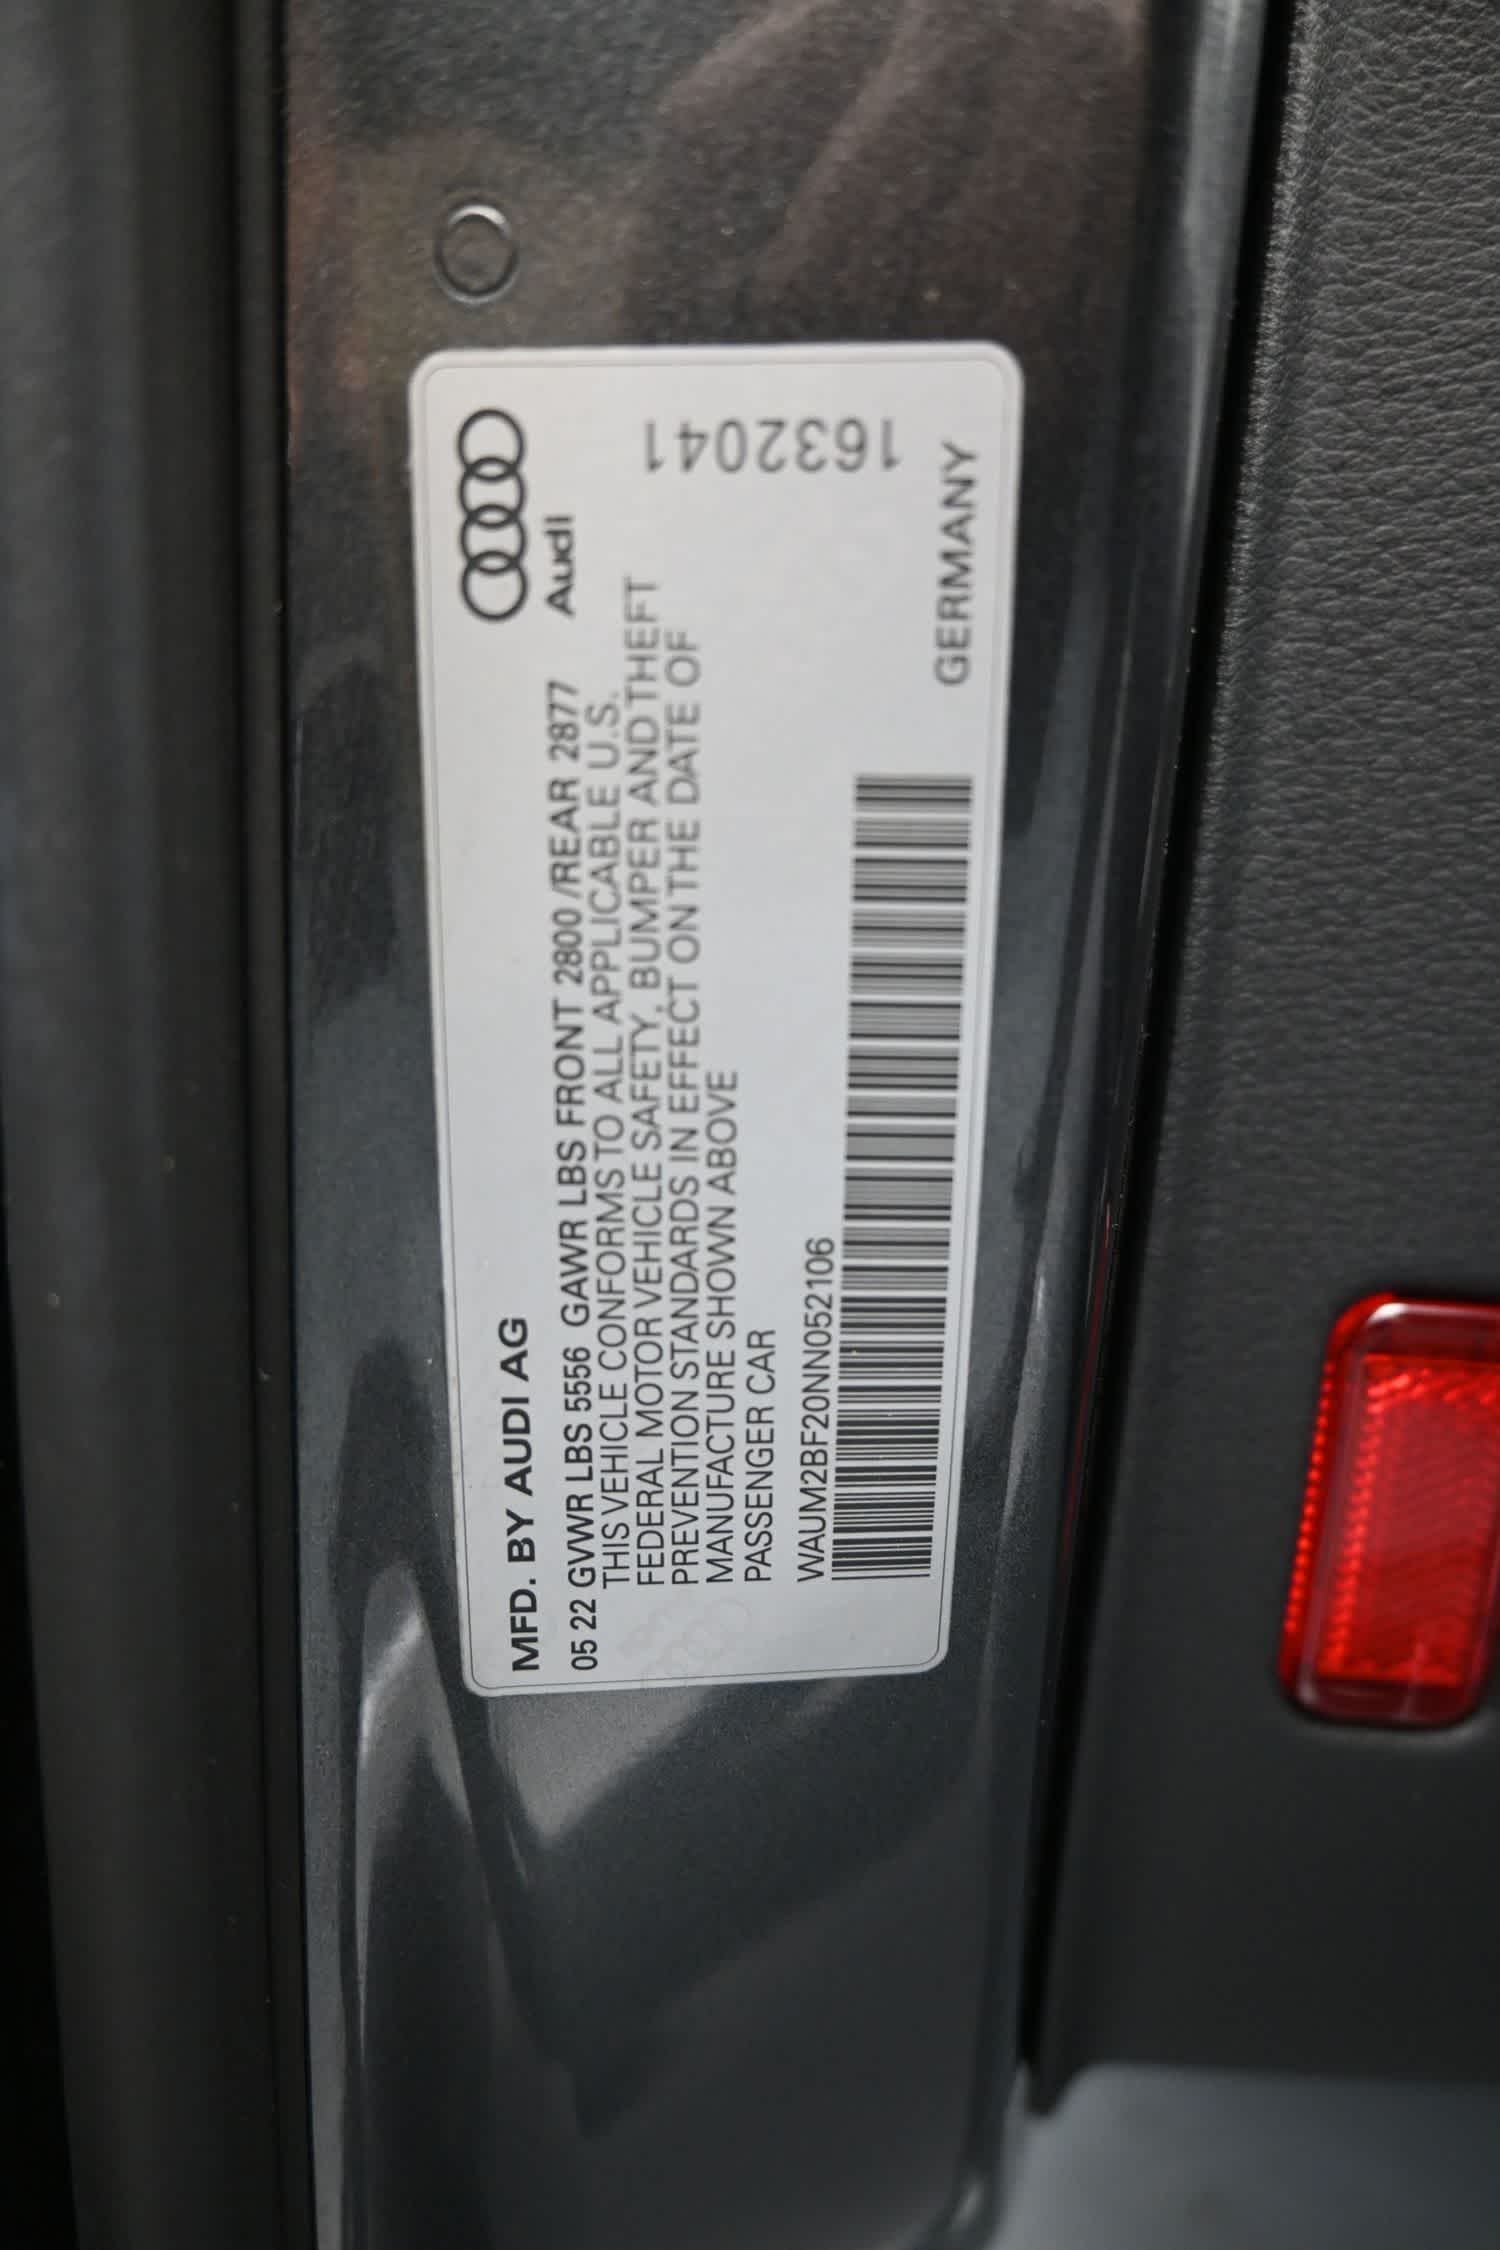 Audi
MFD. BY AUDI AG
05 22 GVWR LBS 5556 GAWR LBS FRONT 2800/REAR 2877
THIS VEHICLE CONFORMS TO ALL APPLICABLE U.S.
FEDERAL MOTOR VEHICLE SAFETY, BUMPER AND THEFT
PREVENTION STANDARDS IN EFFECT ON THE DATE OF
MANUFACTURE SHOWN ABOVE
PASSENGER CAR
WAUM2BF20NN052106
1632041
GERMANY